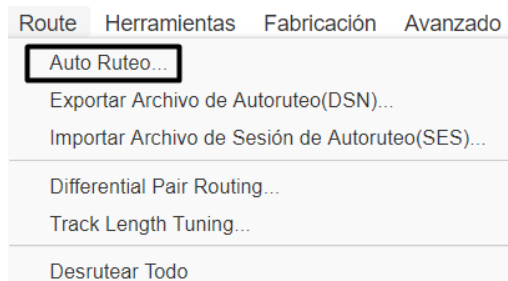 Route Herramientas Fabricación Avanzado
Auto Ruteo...
Exportar Archivo de Autoruteo(DSN)...
Importar Archivo de Sesión de Autoruteo(SES)...
Differential Pair Routing...
Track Length Tuning...
Desrutear Todo